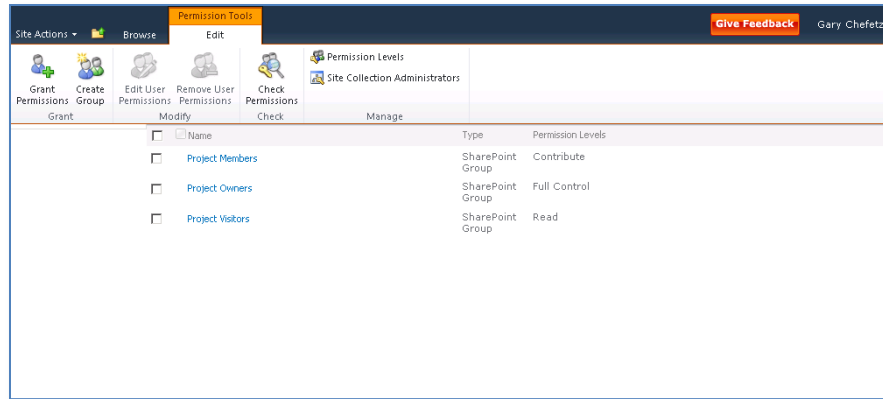 Permission Tools
Give Feedback
Gary Chefetz
Site Actions
Browse
Edit
Grant Permissions
Create Group
Edit User Permissions
Remove User Permissions
Check Permissions
Permission Levels
Site Collection Administrators
Grant
Modify
Check
Manage
Name Type Permission Levels
Project Members SharePoint Group Contribute
Project Owners SharePoint Group Full Control
Project Visitors SharePoint Group Read